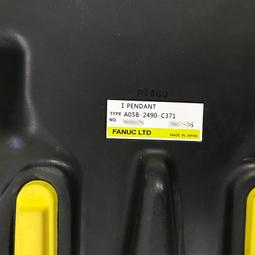 I PENDANT
TYPE A05B-2490-C371
NO.
FANUC LTD
MADE IN JAPAN